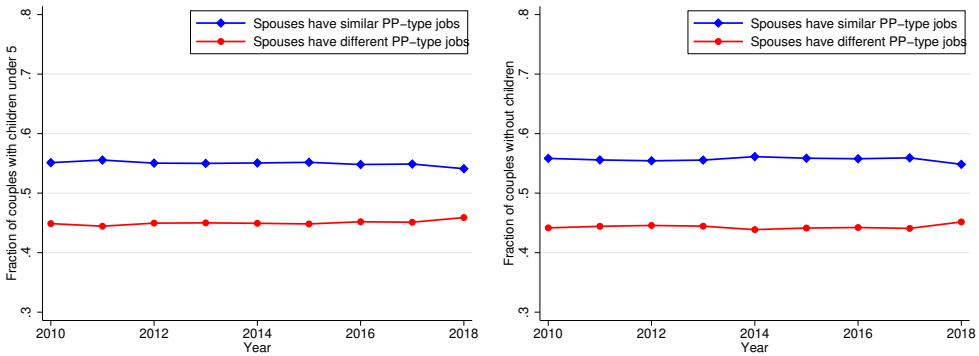 Spouses have similar PP−type jobs
Spouses have different PP−type jobs
Fraction of couples with children under 5
.8
.7
.6
.5
.4
.3
2010 2012 2014 2016 2018
Year
Spouses have similar PP−type jobs
Spouses have different PP−type jobs
Fraction of couples without children
.8
.7
.6
.5
.4
.3
2010 2012 2014 2016 2018
Year